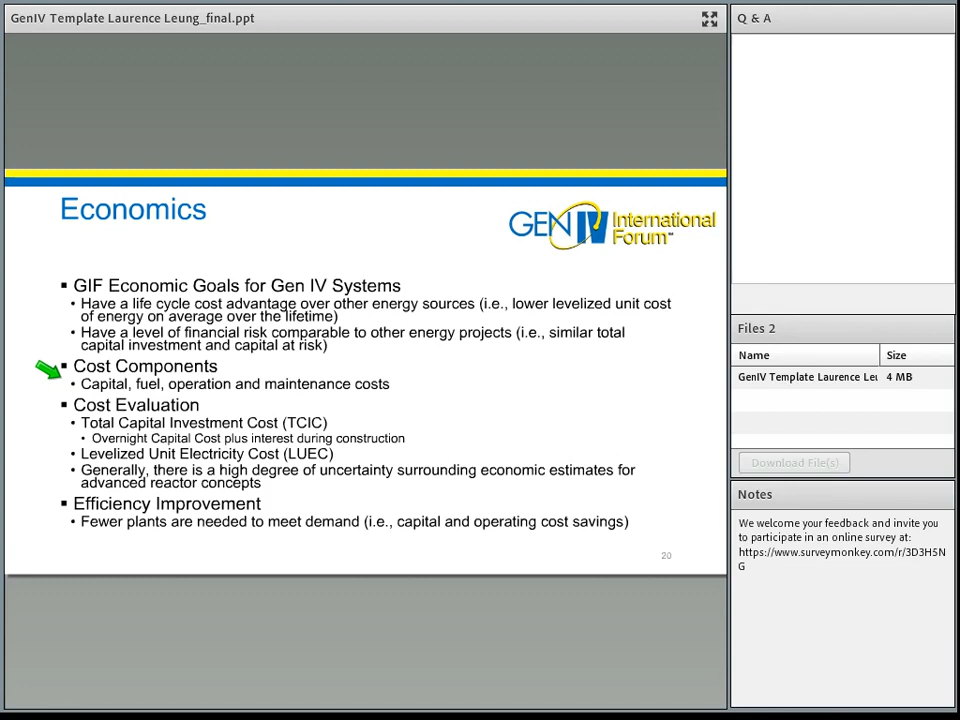 GenIV Template Laurence Leung_final.ppt
Economics
GEN IV International
Forum™
▪ GIF Economic Goals for Gen IV Systems
• Have a life cycle cost advantage over other energy sources (i.e., lower levelized unit cost
of energy on average over the lifetime)
• Have a level of financial risk comparable to other energy projects (i.e., similar total
capital investment and capital at risk)
▪ Cost Components
• Capital, fuel, operation and maintenance costs
▪ Cost Evaluation
• Total Capital Investment Cost (TCIC)
• Overnight Capital Cost plus interest during construction
• Levelized Unit Electricity Cost (LUEC)
• Generally, there is a high degree of uncertainty surrounding economic estimates for
advanced reactor concepts
▪ Efficiency Improvement
• Fewer plants are needed to meet demand (i.e., capital and operating cost savings)
20
Q & A
Files 2
Name Size
GenIV Template Laurence Leu 4 MB
Download File(s)
Notes
We welcome your feedback and invite you
to participate in an online survey at:
https://www.surveymonkey.com/r/3D3H5N
G